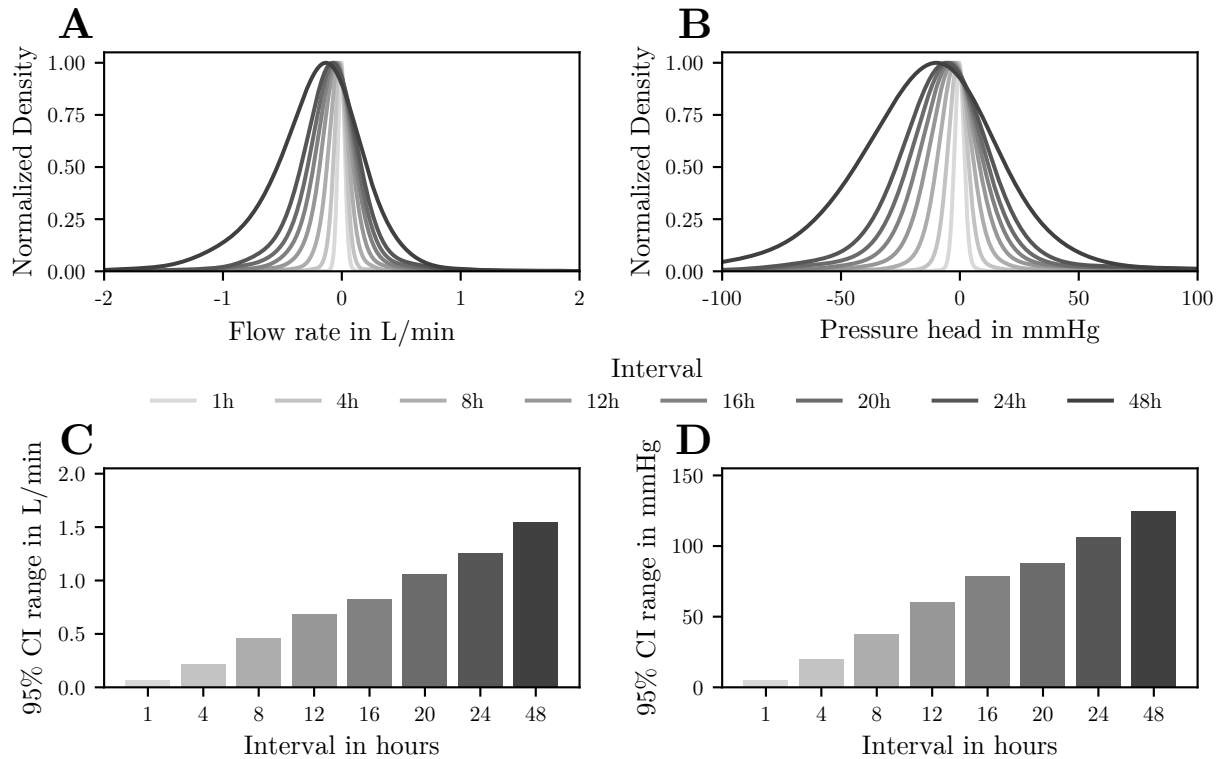 A
B
Normalized Density
1.00
0.75
0.50
0.25
0.00
-2 -1 0 1 2
Flow rate in L/min
Normalized Density
1.00
0.75
0.50
0.25
0.00
-100 -50 0 50 100
Pressure head in mmHg
Interval
1h 4h 8h 12h 16h 20h 24h 48h
C
D
95% CI range in L/min
2.0
1.5
1.0
0.5
0.0
1 4 8 12 16 20 24 48
Interval in hours
95% CI range in mmHg
150
100
50
0
1 4 8 12 16 20 24 48
Interval in hours